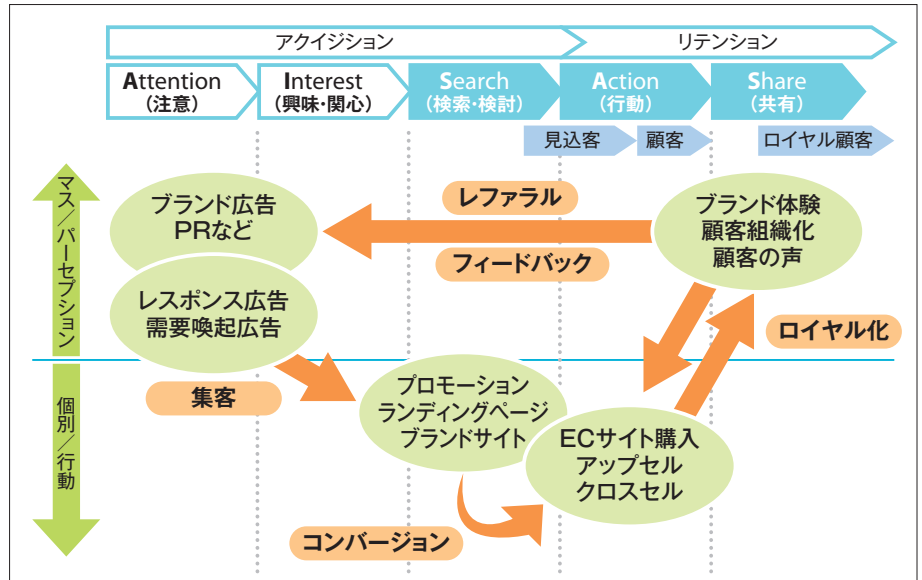 アクイジション
リテンション
Attention
（注意）
Interest
（興味・関心）
Search
（検索・検討）
Action
（行動）
Share
（共有）
見込客
顧客
ロイヤル顧客
マス／パーセプション
個別／行動
ブランド広告
PRなど
レスポンス広告
需要喚起広告
レファラル
フィードバック
ブランド体験
顧客組織化
顧客の声
ロイヤル化
集客
プロモーション
ランディングページ
ブランドサイト
ECサイト購入
アップセル
クロスセル
コンバージョン